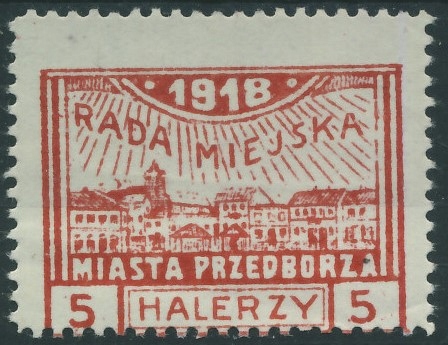 1918
RADA MIEJSKA
MIASTA PRZEDBORZA
5 HALERZY 5